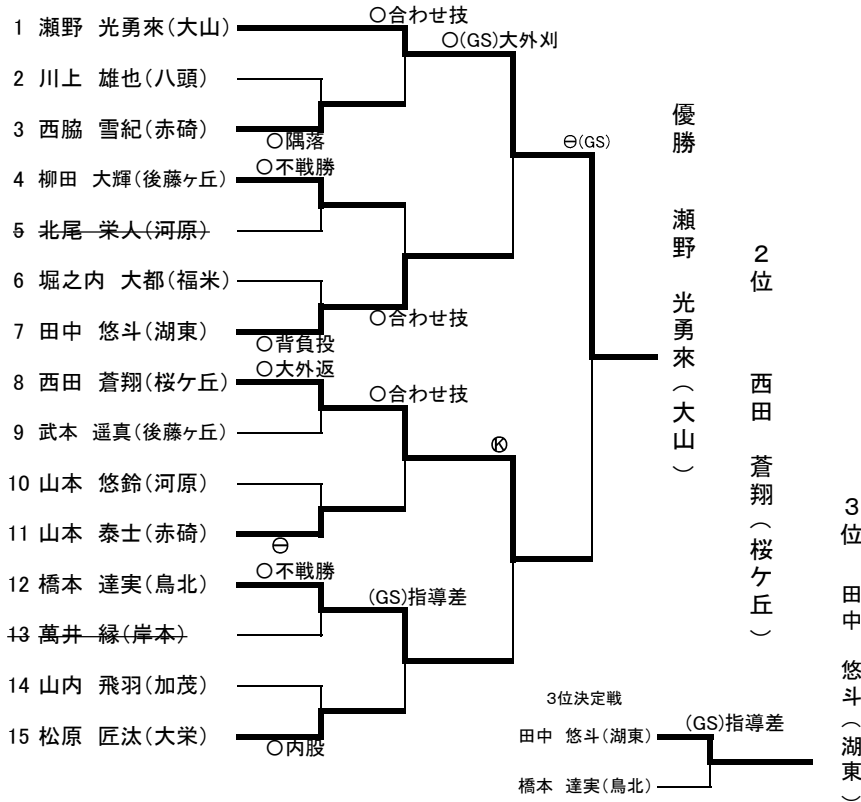 1 瀬野 光勇來(大山)
○合わせ技
○(GS)大外刈
2 川上 雄也(八頭)
3 西脇 雪紀(赤碕)
○隅落
○不戦勝
4 柳田 大輝(後藤ヶ丘)
5 北尾 栄人(河原)
6 堀之内 大都(福米)
7 田中 悠斗(湖東)
○合わせ技
○背負投
○大外返
8 西田 蒼翔(桜ケ丘)
○合わせ技
9 武本 遥真(後藤ヶ丘)
Ⓚ
10 山本 悠鈴(河原)
11 山本 泰士(赤碕)
⊖
○不戦勝
12 橋本 達実(鳥北)
(GS)指導差
13 萬井 縁(岸本)
14 山内 飛羽(加茂)
15 松原 匠汰(大栄)
○内股
⊖(GS)
優勝 瀬野 光勇來(大山)
2位 西田 蒼翔(桜ケ丘)
3位 田中 悠斗(湖東)
3位決定戦
田中 悠斗(湖東)
(GS)指導差
橋本 達実(鳥北)